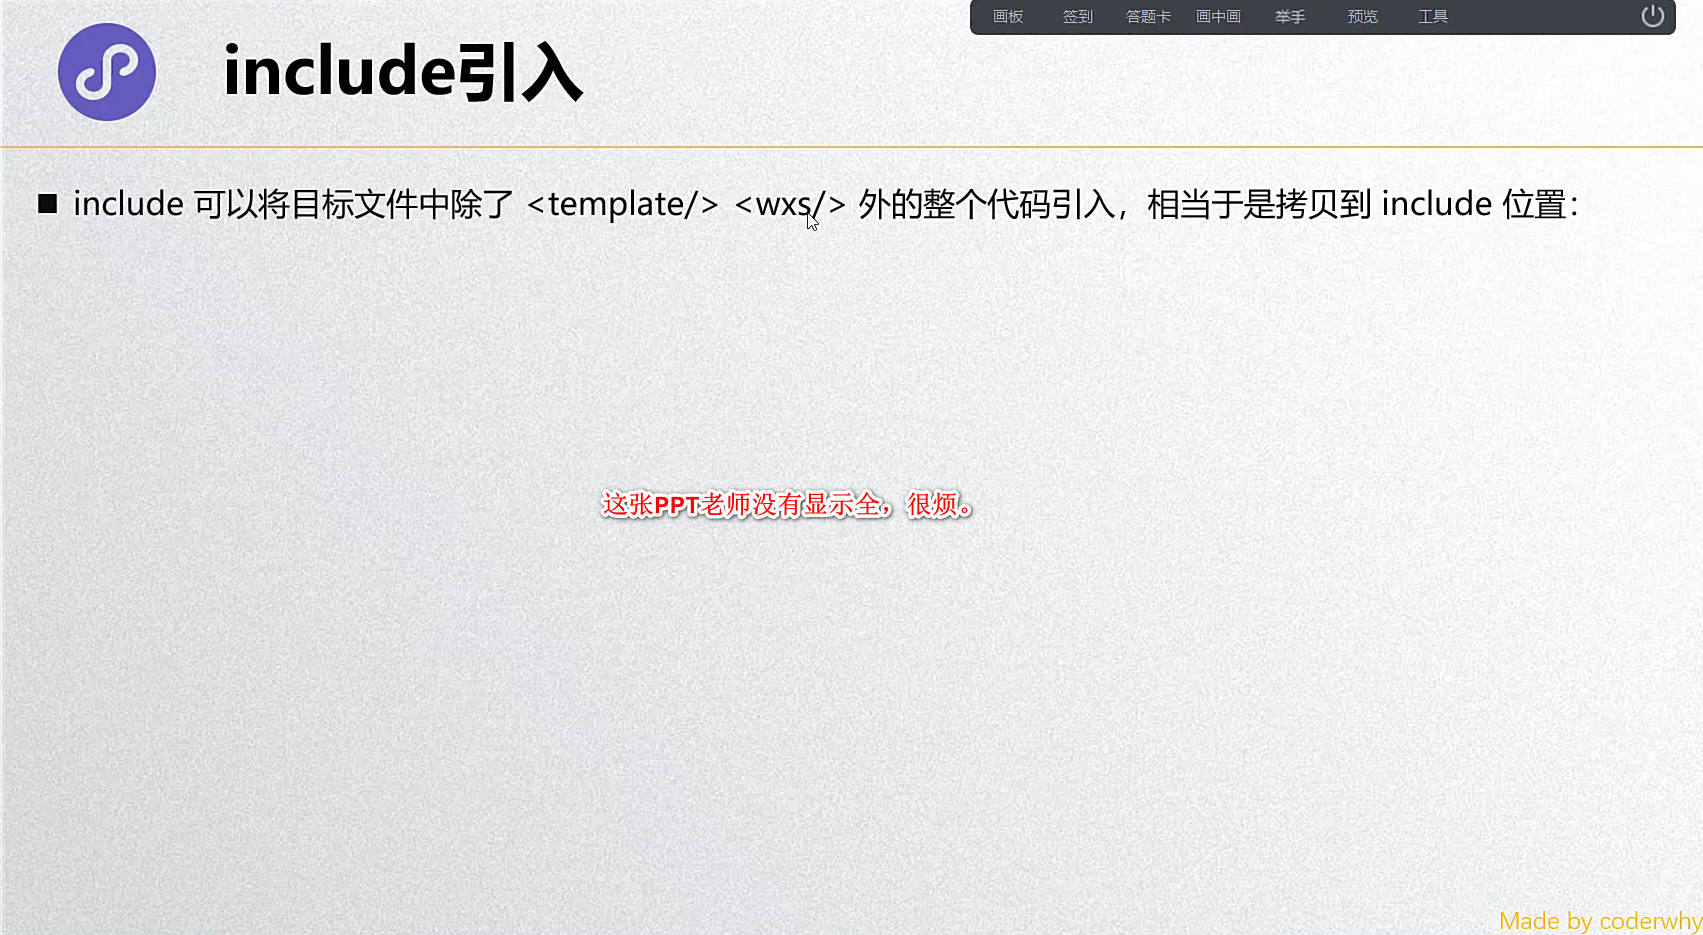 画板 签到 答题卡 画中画 举手 预览 工具
include引入
include 可以将目标文件中除了 <template/> <wxs/> 外的整个代码引入，相当于是拷贝到 include 位置：
这张PPT老师没有显示全，很烦。
Made by coderwhy